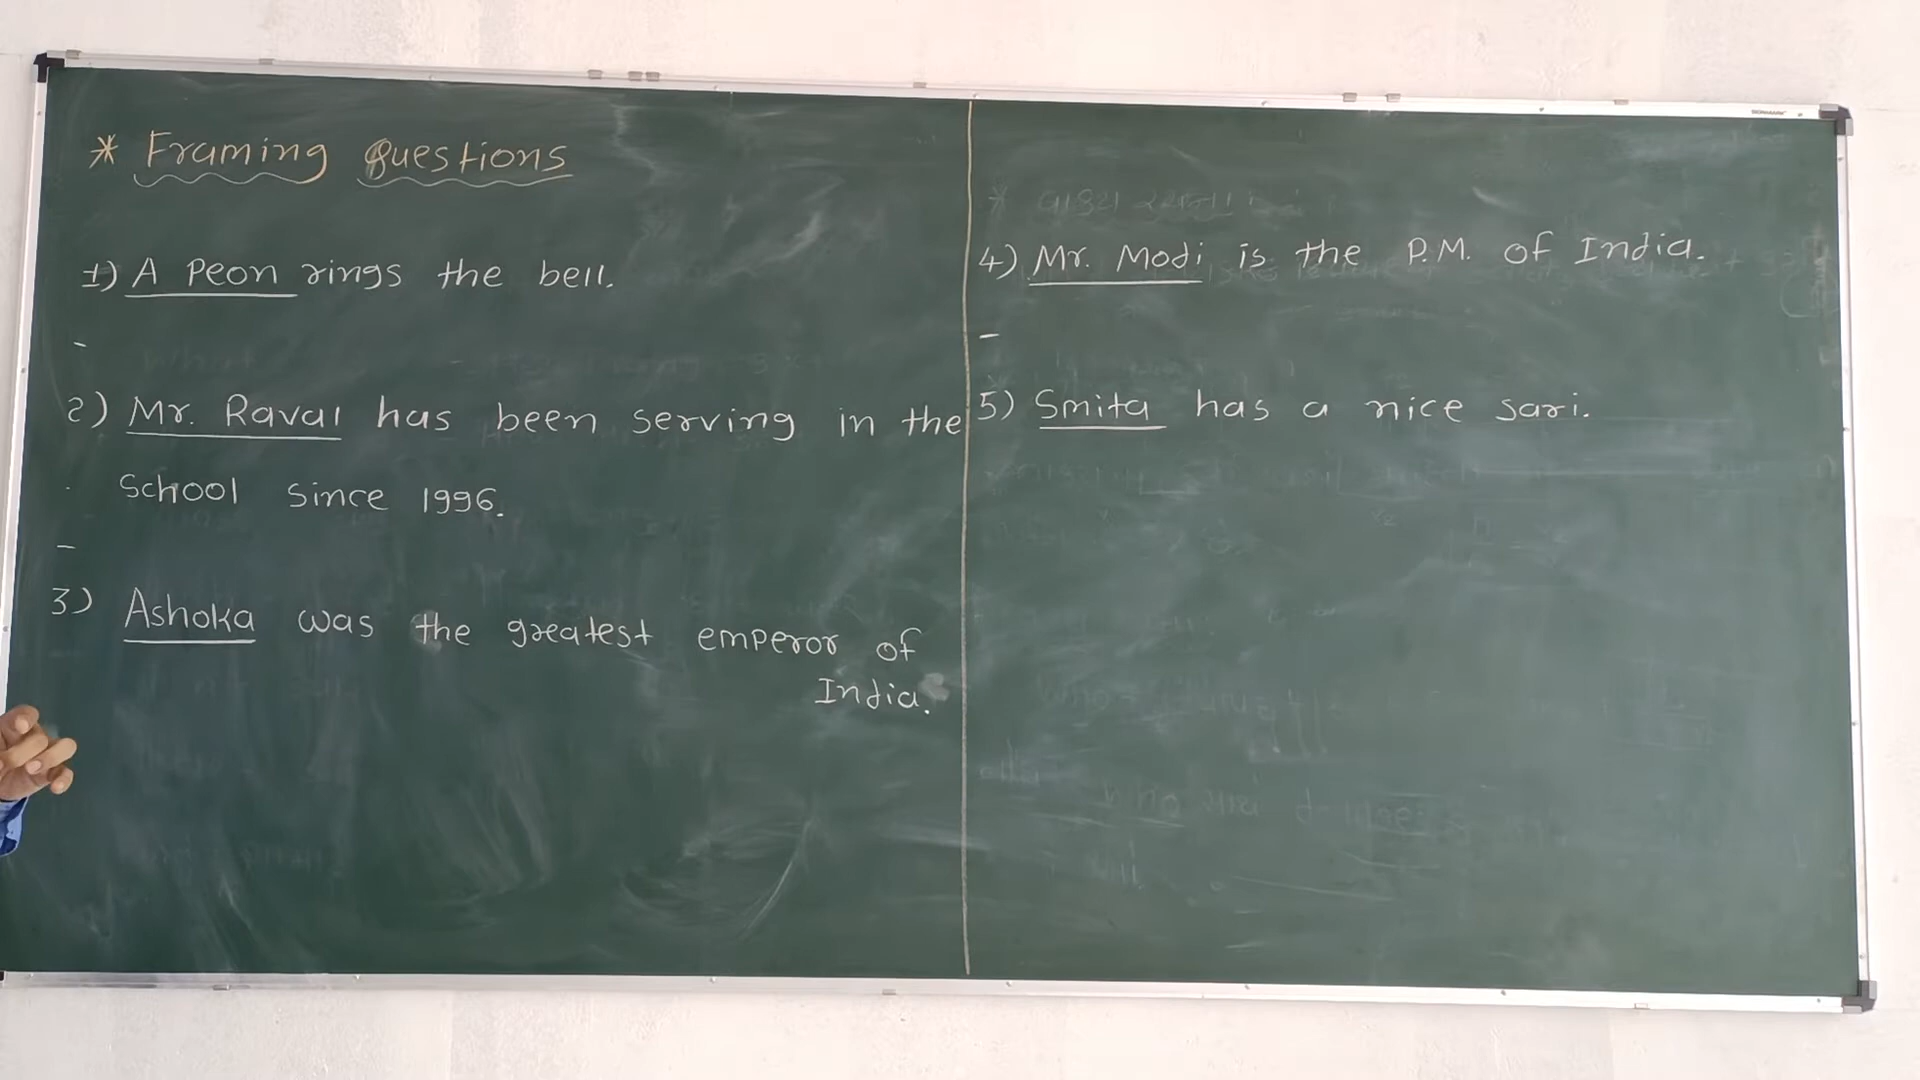 * Framing Questions
1) A Peon rings the bell.
-
2) Mr. Raval has been serving in the
School since 1996.
-
3) Ashoka was the greatest emperor of
India.
4) Mr. Modi is the P.M. of India.
-
5) Smita has a nice sari.